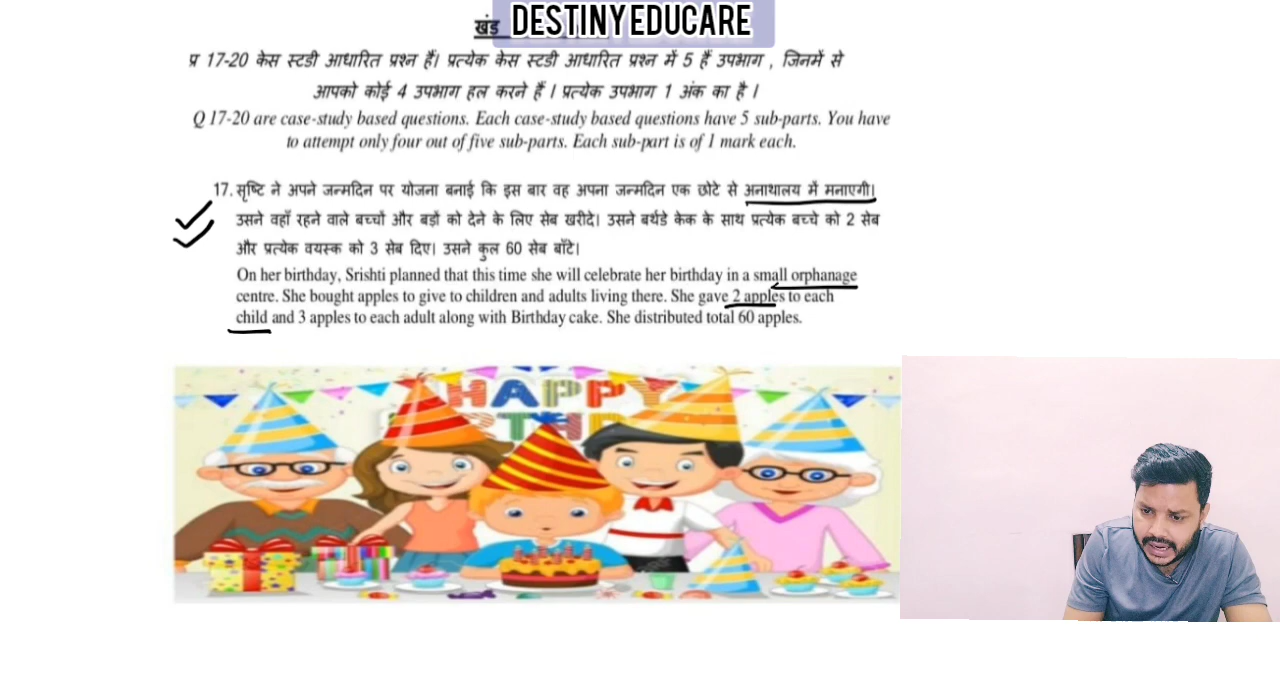 खंड
DESTINY EDUCARE
प्र 17-20 केस स्टडी आधारित प्रश्न हैं। प्रत्येक केस स्टडी आधारित प्रश्न में 5 हैं उपभाग , जिनमें से
आपको कोई 4 उपभाग हल करने हैं । प्रत्येक उपभाग 1 अंक का है ।
Q 17-20 are case-study based questions. Each case-study based questions have 5 sub-parts. You have
to attempt only four out of five sub-parts. Each sub-part is of 1 mark each.
17. सृष्टि ने अपने जन्मदिन पर योजना बनाई कि इस बार वह अपना जन्मदिन एक छोटे से अनाथालय में मनाएगी।
उसने वहाँ रहने वाले बच्चों और बड़ों को देने के लिए सेब खरीदे। उसने बर्थडे केक के साथ प्रत्येक बच्चे को 2 सेब
और प्रत्येक वयस्क को 3 सेब दिए। उसने कुल 60 सेब बाँटे।
On her birthday, Srishti planned that this time she will celebrate her birthday in a small orphanage
centre. She bought apples to give to children and adults living there. She gave 2 apples to each
child and 3 apples to each adult along with Birthday cake. She distributed total 60 apples.
HAPPY